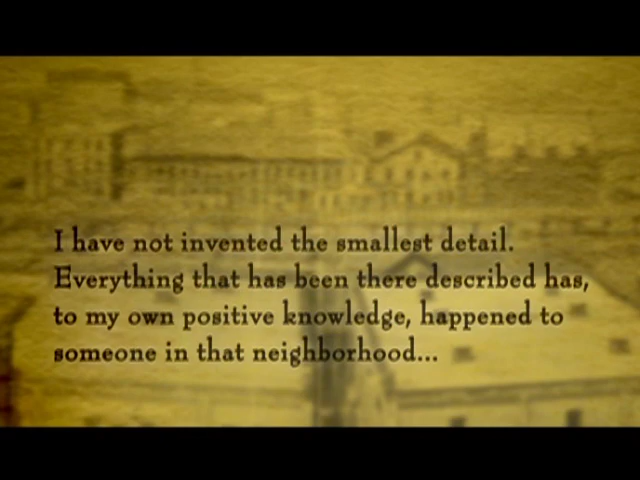 I have not invented the smallest detail.
Everything that has been there described has,
to my own positive knowledge, happened to
someone in that neighborhood...